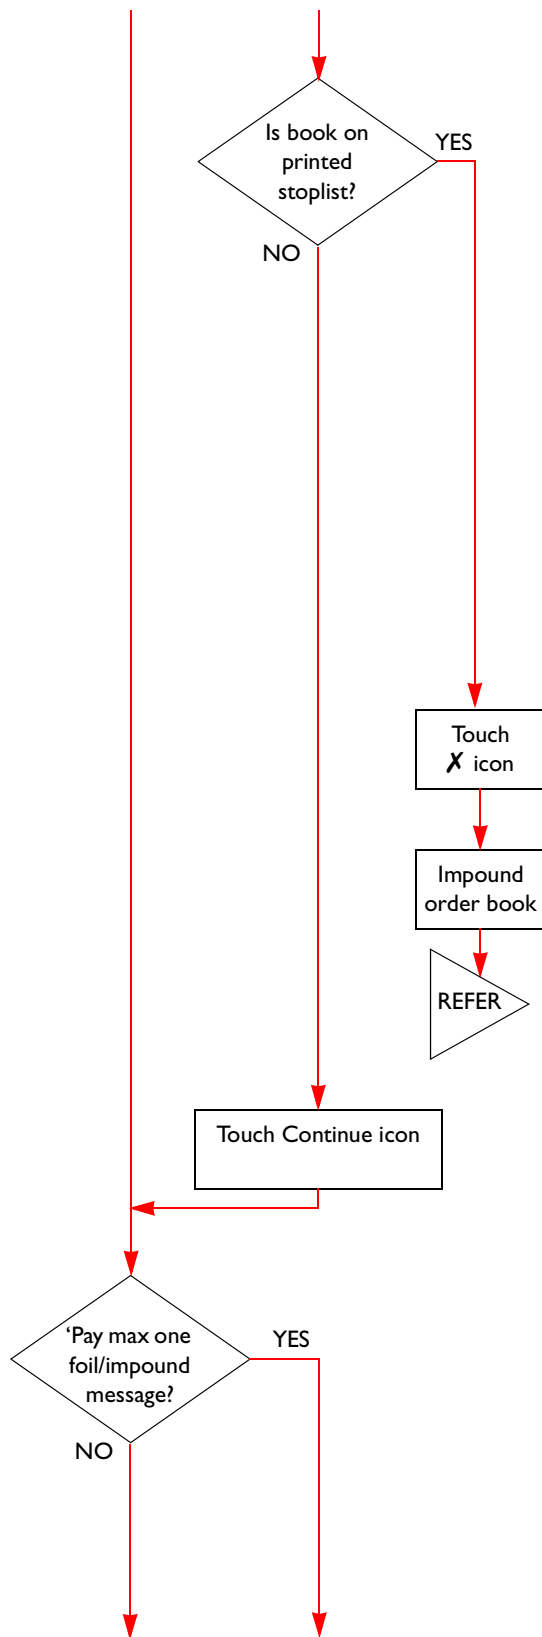 Is book on
printed
stoplist?
YES
NO
Touch
✗ icon
Impound
order book
REFER
Touch Continue icon
‘Pay max one
foil/impound
message?
YES
NO